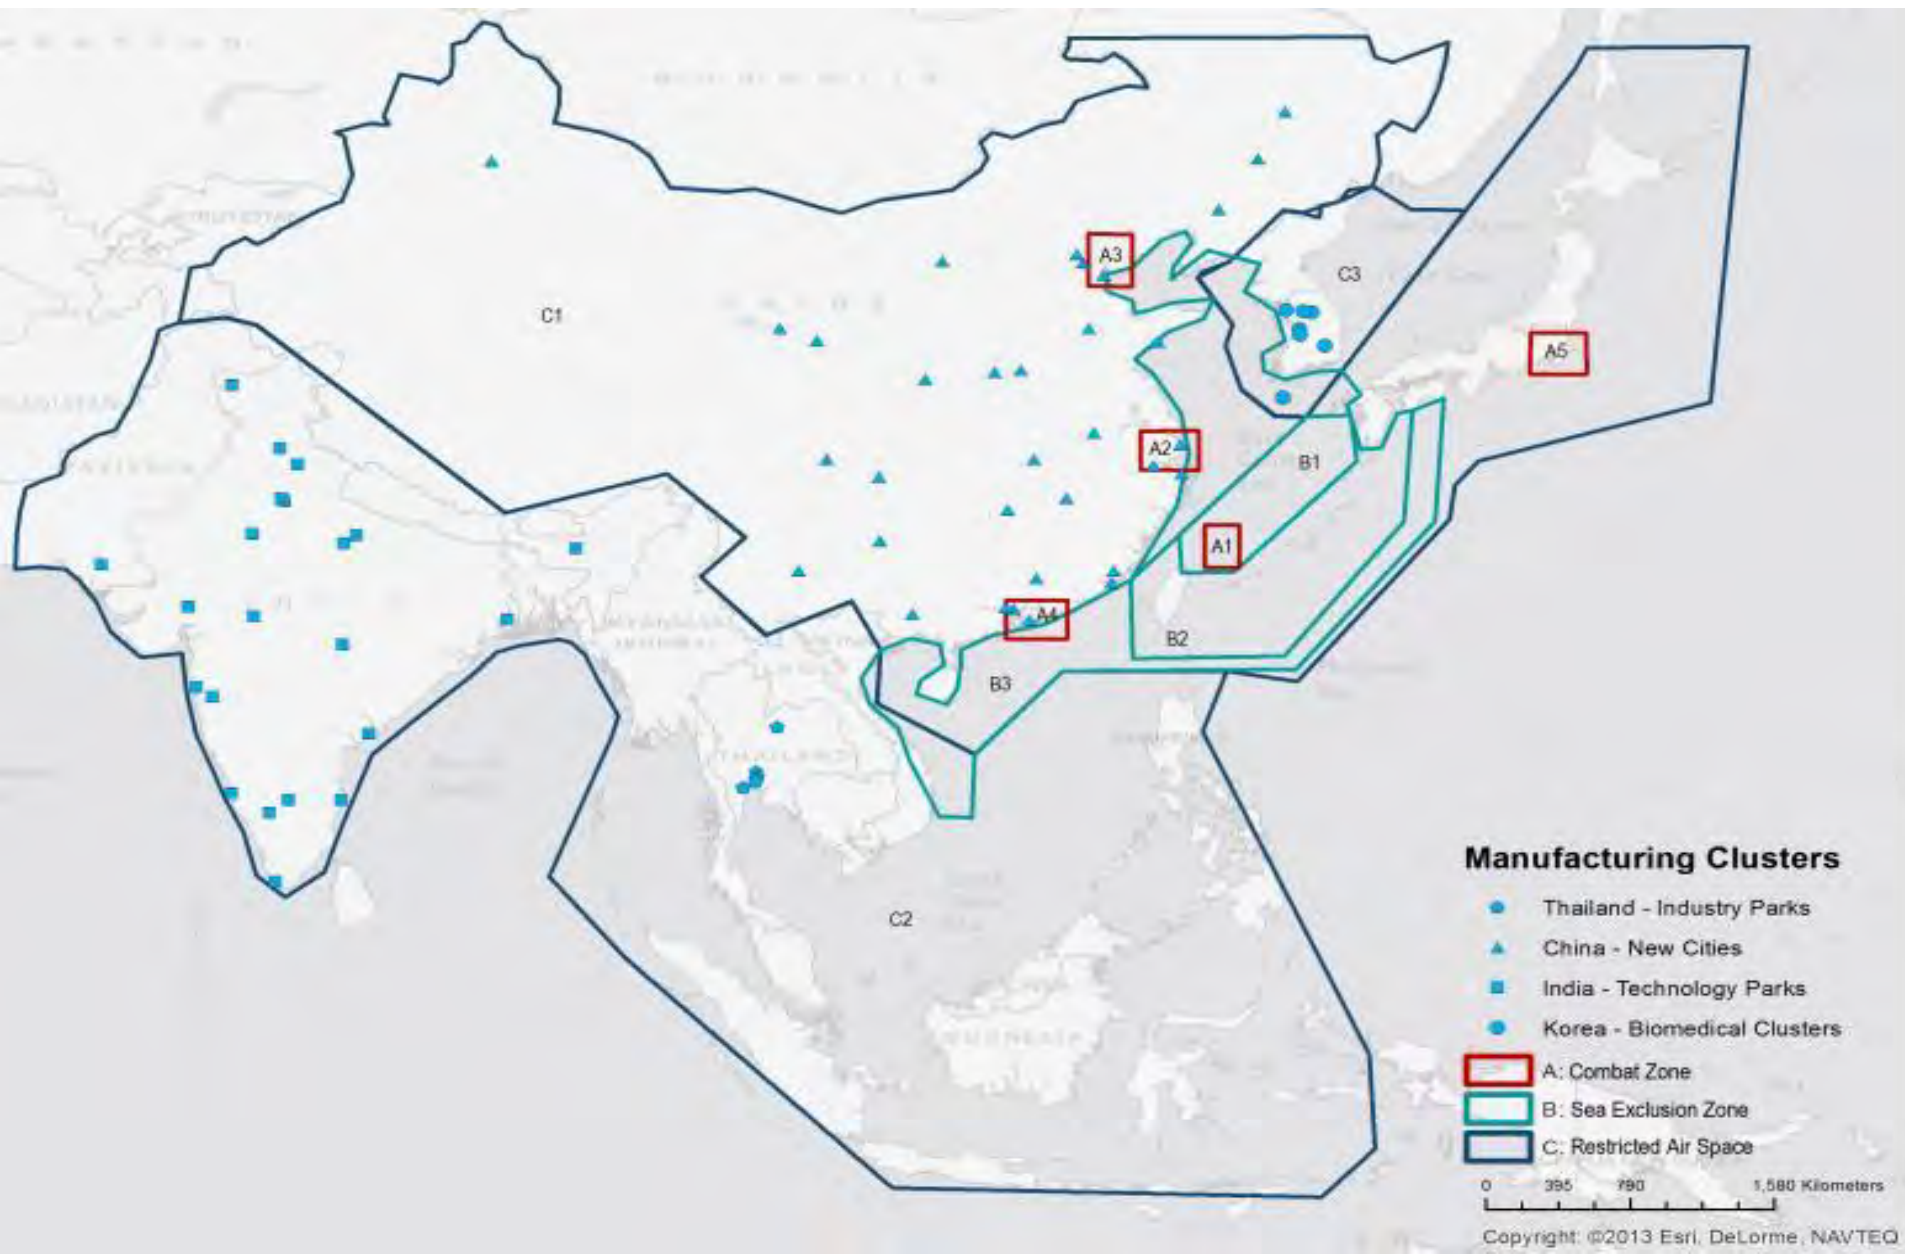 A3
C3
C1
A5
A2
B1
A1
A4
B2
B3
THAILAND
C2
INDONESIA
Manufacturing Clusters
Thailand - Industry Parks
China - New Cities
India - Technology Parks
Korea - Biomedical Clusters
A: Combat Zone
B: Sea Exclusion Zone
C: Restricted Air Space
0 395 790 1,580 Kilometers
Copyright: ©2013 Esri, DeLorme, NAVTEQ